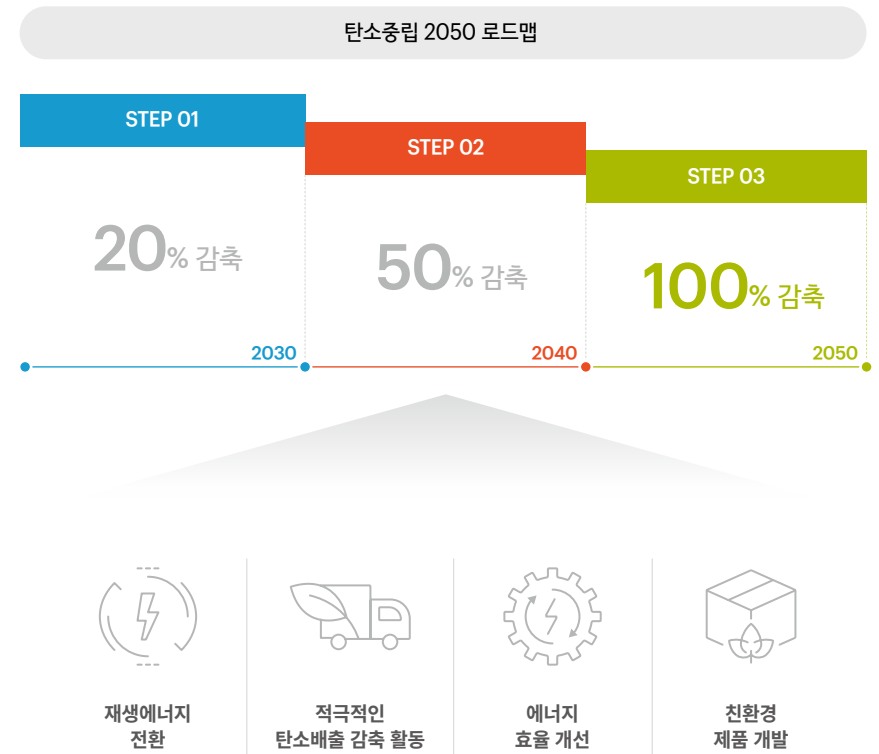 탄소중립 2050 로드맵
STEP 01
STEP 02
STEP 03
20% 감축
50% 감축
100% 감축
2030
2040
2050
재생에너지
전환
적극적인
탄소배출 감축 활동
에너지
효율 개선
친환경
제품 개발